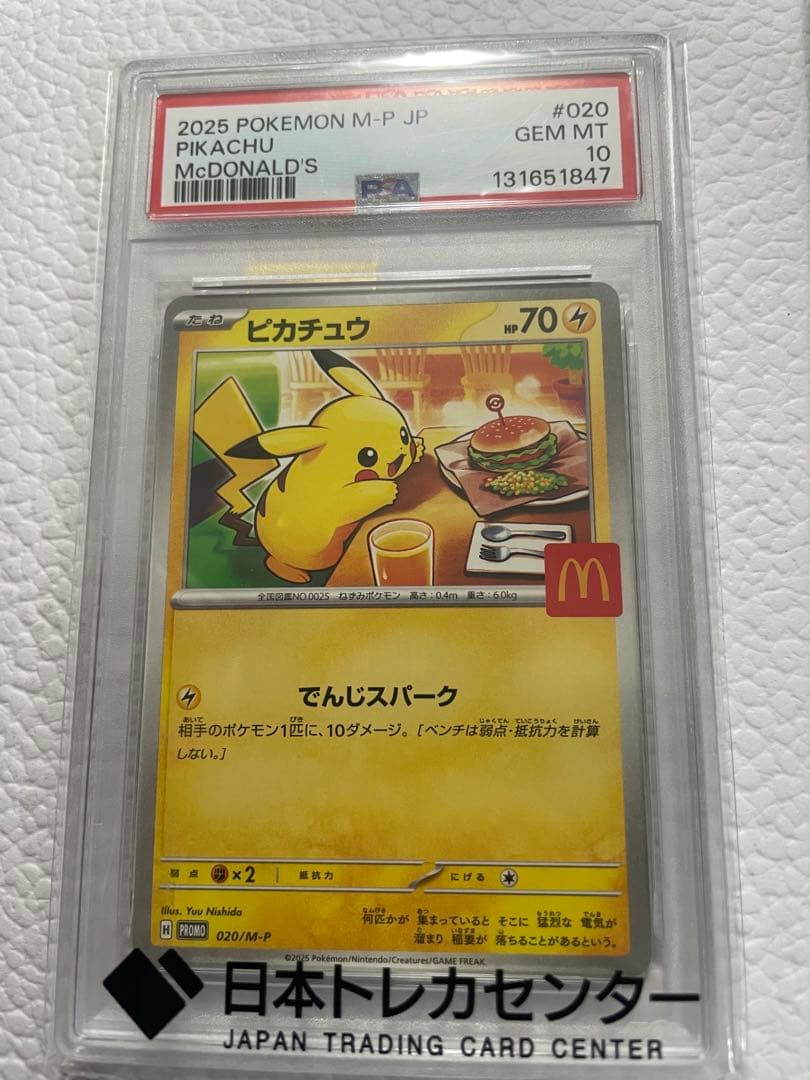 2025 POKEMON M-P JP
#020
PIKACHU
GEM MT
McDONALD'S
10
PSA
131651847
たね
ピカチュウ
HP 70
M
全国図鑑NO.0025 ねずみポケモン 高さ:0.4m 重さ:6.0kg
でんじスパーク
相手のポケモン1匹に、10ダメージ。[ベンチは弱点・抵抗力を計算
しない。]
弱点 ×2 抵抗力 にげる
Illus. Yuu Nishida
H PROMO 020/M-P
何匹かが 集まっていると そこに 猛烈な 電気が
溜まり 稲妻が 落ちることがあるという。
©2025 Pokémon/Nintendo/Creatures/GAME FREAK.
日本トレカセンター
JAPAN TRADING CARD CENTER